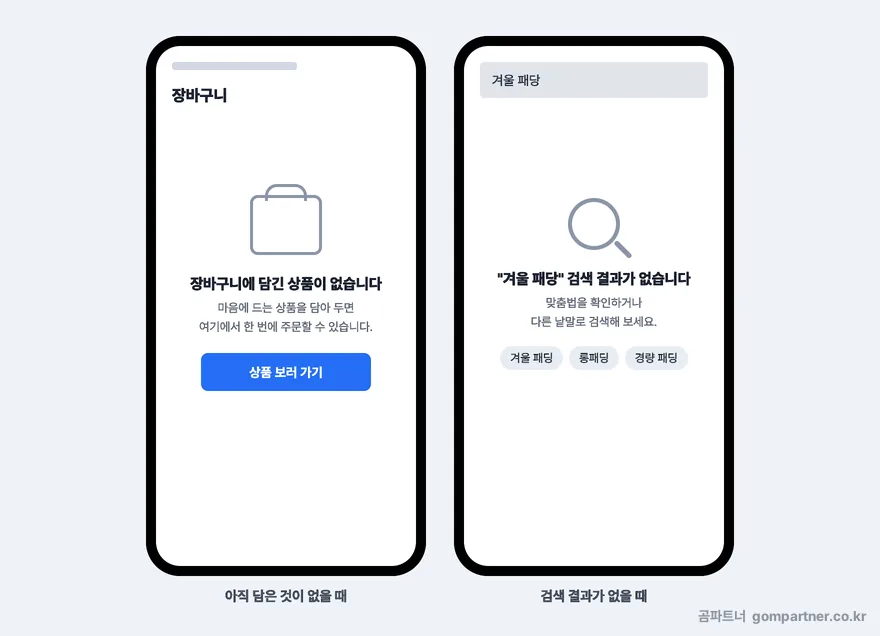 장바구니
장바구니에 담긴 상품이 없습니다
마음에 드는 상품을 담아 두면
여기에서 한 번에 주문할 수 있습니다.
상품 보러 가기
아직 담은 것이 없을 때
겨울 패당
"겨울 패당" 검색 결과가 없습니다
맞춤법을 확인하거나
다른 낱말로 검색해 보세요.
겨울 패딩
롱패딩
경량 패딩
검색 결과가 없을 때
곰파트너 gompartner.co.kr